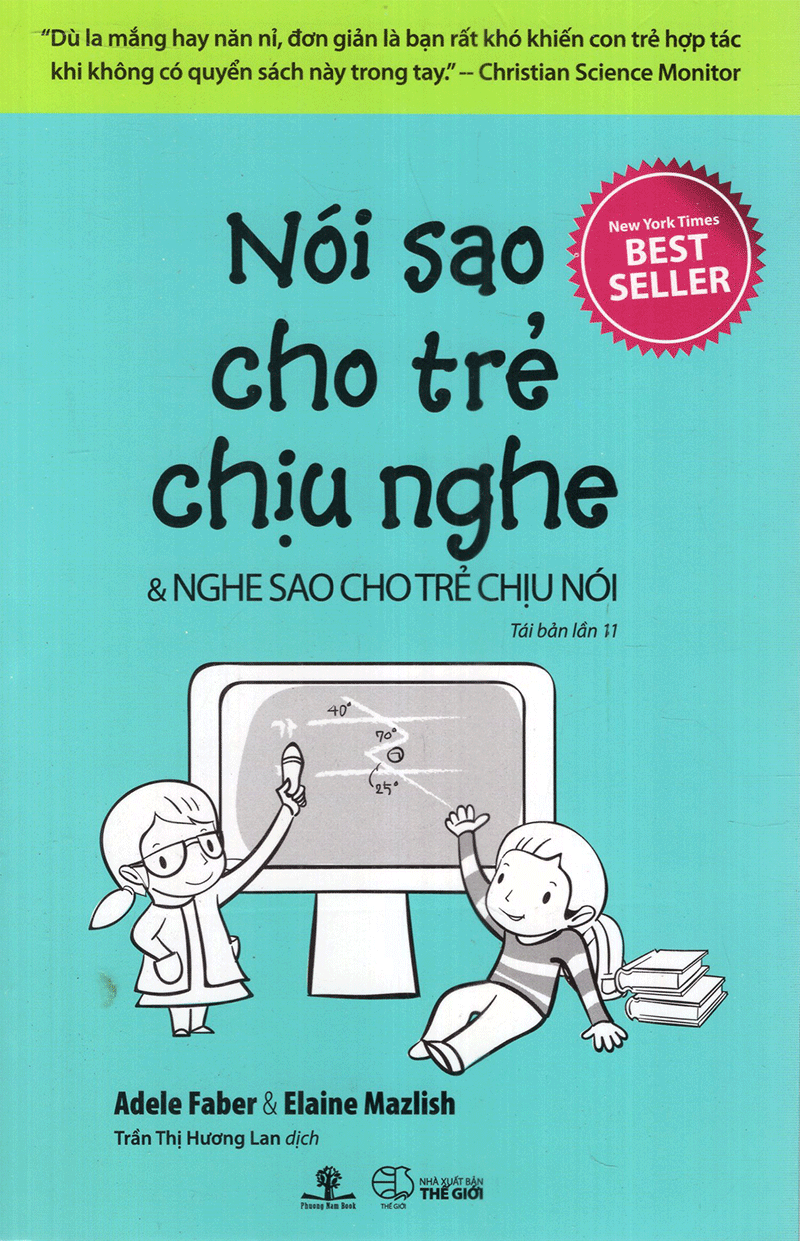 “Dù la mắng hay năn nỉ, đơn giản là bạn rất khó khiến con trẻ hợp tác
khi không có quyển sách này trong tay.” -- Christian Science Monitor
New York Times
BEST
SELLER
Nói sao
cho trẻ
chịu nghe
& NGHE SAO CHO TRẺ CHỊU NÓI
Tái bản lần 11
40°
70°
25°
Adele Faber & Elaine Mazlish
Trần Thị Hương Lan dịch
Phuong Nam Book
THẾ GIỚI
NHÀ XUẤT BẢN
THẾ GIỚI